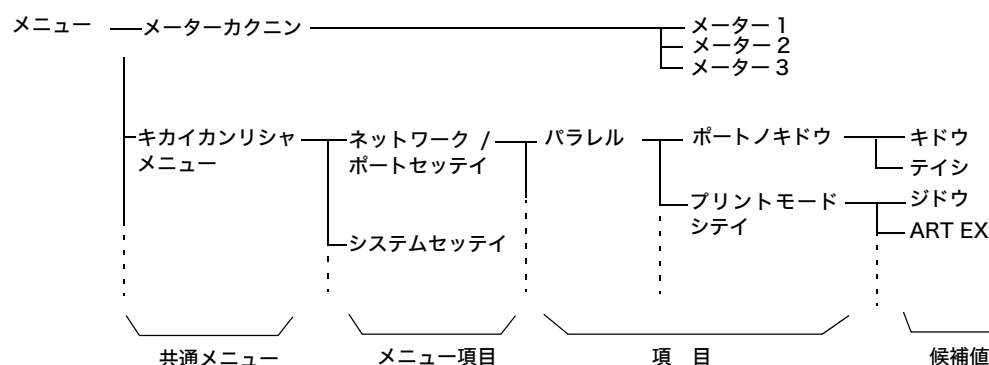 メニュー
メーターカクニン
メーター 1
メーター 2
メーター 3
キカイカンリシャ
メニュー
ネットワーク /
ポートセッテイ
パラレル
ポートノキドウ
キドウ
テイシ
プリントモード
シテイ
ジドウ
ART EX
システムセッテイ
共通メニュー
メニュー項目
項 目
候補値